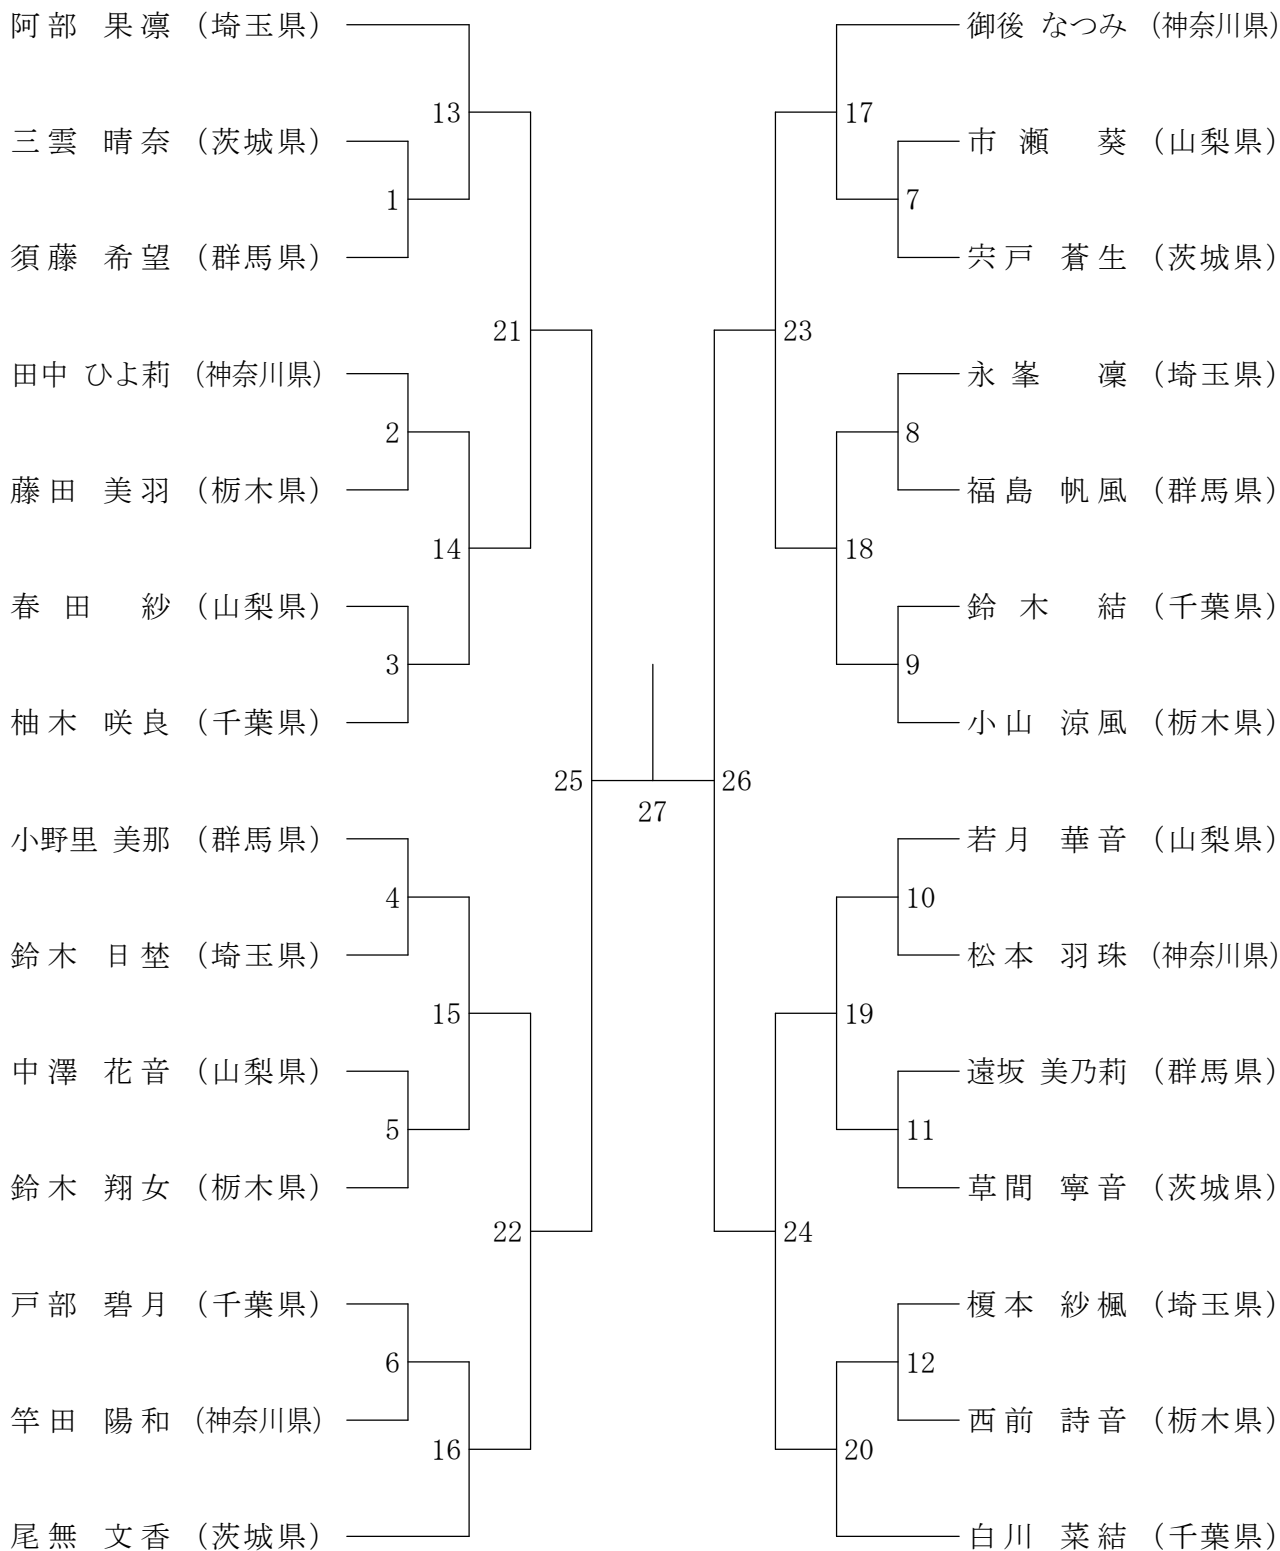 阿部 果凛 (埼玉県)
三雲 晴奈 (茨城県)
須藤 希望 (群馬県)
田中 ひよ莉 (神奈川県)
藤田 美羽 (栃木県)
春田 紗 (山梨県)
柚木 咲良 (千葉県)
小野里 美那 (群馬県)
鈴木 日埜 (埼玉県)
中澤 花音 (山梨県)
鈴木 翔女 (栃木県)
戸部 碧月 (千葉県)
竿田 陽和 (神奈川県)
尾無 文香 (茨城県)
1
2
3
4
5
6
13
14
15
16
21
22
25
27
26
23
24
17
18
19
20
7
8
9
10
11
12
御後 なつみ (神奈川県)
市瀬 葵 (山梨県)
宍戸 蒼生 (茨城県)
永峯 凜 (埼玉県)
福島 帆風 (群馬県)
鈴木 結 (千葉県)
小山 涼風 (栃木県)
若月 華音 (山梨県)
松本 羽珠 (神奈川県)
遠坂 美乃莉 (群馬県)
草間 寧音 (茨城県)
榎本 紗楓 (埼玉県)
西前 詩音 (栃木県)
白川 菜結 (千葉県)